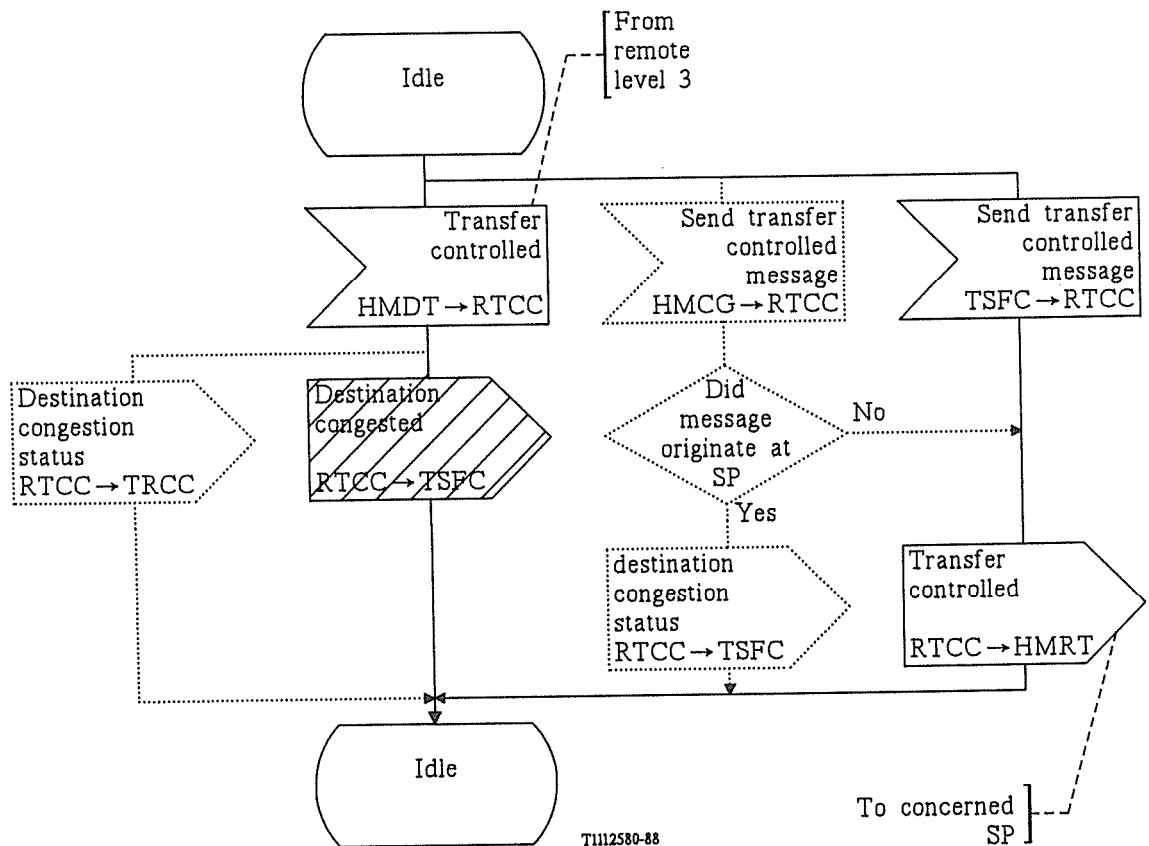 From
remote
level 3
Idle
Transfer
controlled
HMDT→RTCC
Send transfer
controlled
message
HMCG→RTCC
Send transfer
controlled
message
TSFC→RTCC
Destination
congestion
status
RTCC→TRCC
Destination
congested
RTCC→TSFC
Did
message
originate at
SP
No
Yes
destination
congestion
status
RTCC→TSFC
Transfer
controlled
RTCC→HMRT
Idle
To concerned
SP
T1112580-88